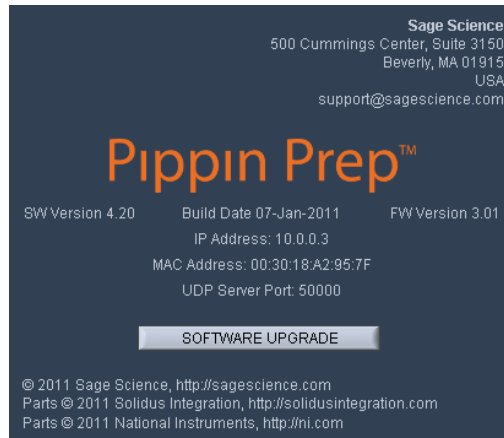 Sage Science
500 Cummings Center, Suite 3150
Beverly, MA 01915
USA
support@sagescience.com
Pippin Prep™
SW Version 4.20 Build Date 07-Jan-2011 FW Version 3.01
IP Address: 10.0.0.3
MAC Address: 00:30:18:A2:95:7F
UDP Server Port: 50000
SOFTWARE UPGRADE
© 2011 Sage Science, http://sagescience.com
Parts © 2011 Solidus Integration, http://solidusintegration.com
Parts © 2011 National Instruments, http://ni.com